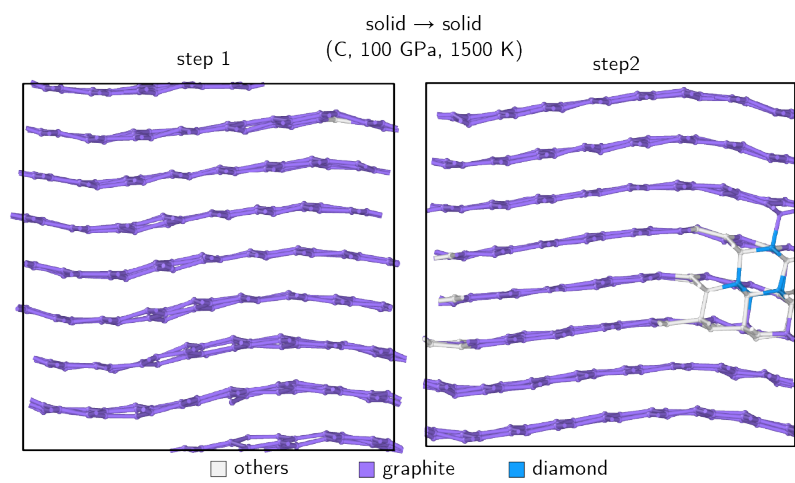 solid → solid
(C, 100 GPa, 1500 K)
step 1
step2
others
graphite
diamond